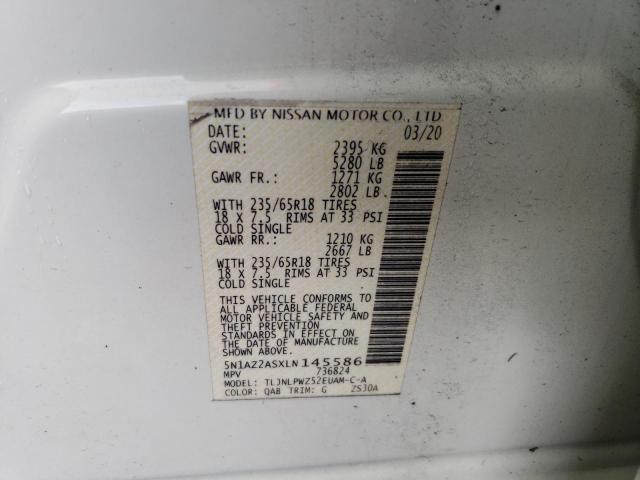 MFD BY NISSAN MOTOR CO., LTD
DATE: 03/20
GVWR: 2395 KG
5280 LB
GAWR FR.: 1271 KG
2802 LB
WITH 235/65R18 TIRES
18 X 7.5 RIMS AT 33 PSI
COLD SINGLE
GAWR RR.: 1210 KG
2667 LB
WITH 235/65R18 TIRES
18 X 7.5 RIMS AT 33 PSI
COLD SINGLE
THIS VEHICLE CONFORMS TO
ALL APPLICABLE FEDERAL
MOTOR VEHICLE SAFETY AND
THEFT PREVENTION
STANDARDS IN EFFECT ON
THE DATE OF MANUFACTURE
SHOWN ABOVE.
5N1AZ2ASXLN145586
MPV 736824
MODEL: TLJNLPWZ52EUAM-C-A
COLOR: QAB TRIM: G ZS30A